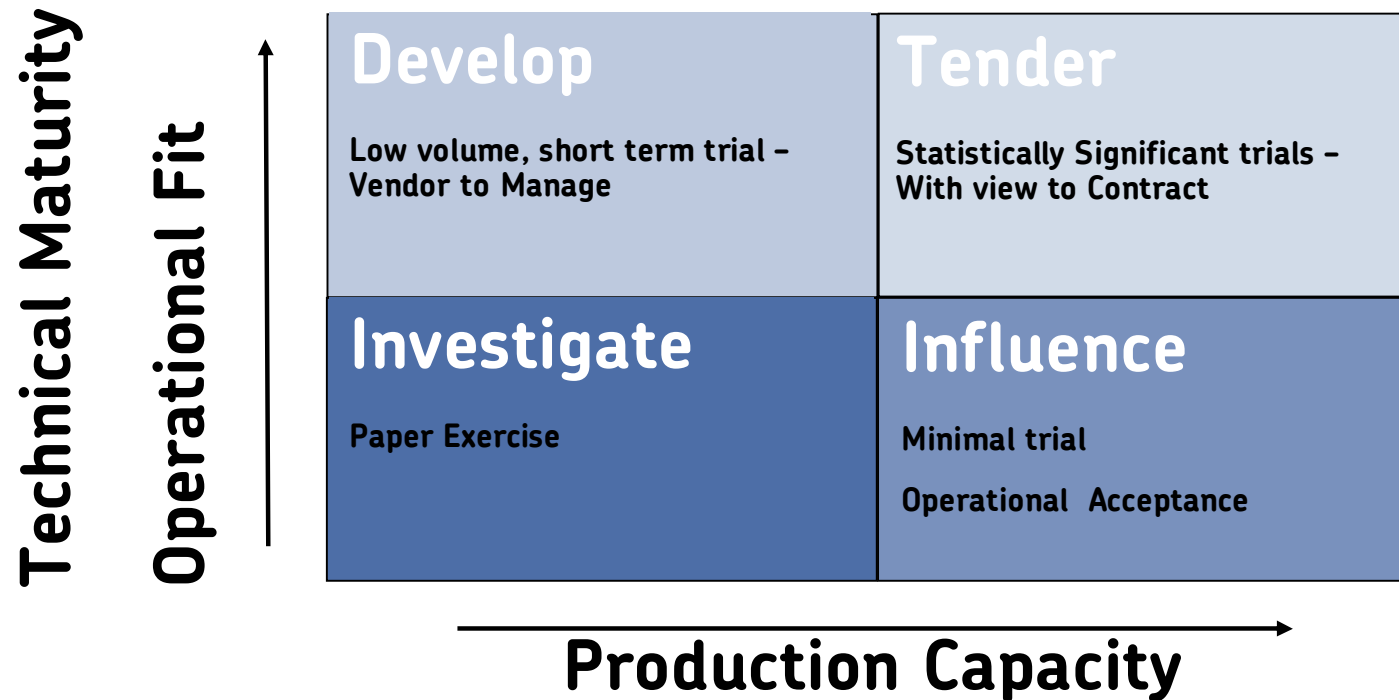 Technical Maturity
Operational Fit
Develop
Low volume, short term trial –
Vendor to Manage
Tender
Statistically Significant trials –
With view to Contract
Investigate
Paper Exercise
Influence
Minimal trial
Operational  Acceptance
Production Capacity